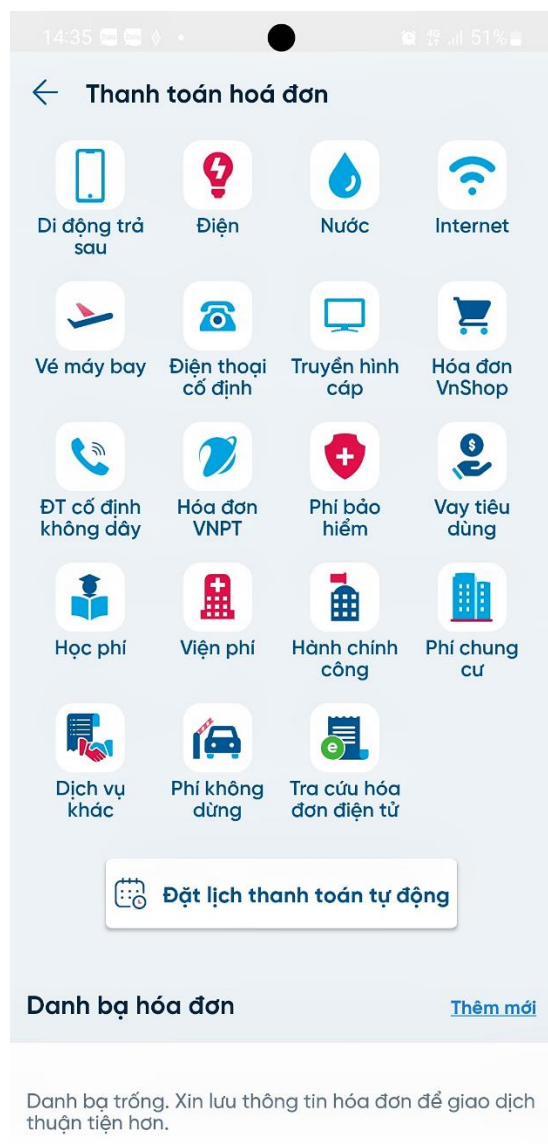 14:35
51%
Thanh toán hoá đơn
Di động trả
sau
Điện
Nước
Internet
Vé máy bay
Điện thoại
cố định
Truyền hình
cáp
Hóa đơn
VnShop
ĐT cố định
không dây
Hóa đơn
VNPT
Phí bảo
hiểm
Vay tiêu
dùng
Học phí
Viện phí
Hành chính
công
Phí chung
cư
Dịch vụ
khác
Phí không
dừng
Tra cứu hóa
đơn điện tử
Đặt lịch thanh toán tự động
Danh bạ hóa đơn
Thêm mới
Danh bạ trống. Xin lưu thông tin hóa đơn để giao dịch
thuận tiện hơn.